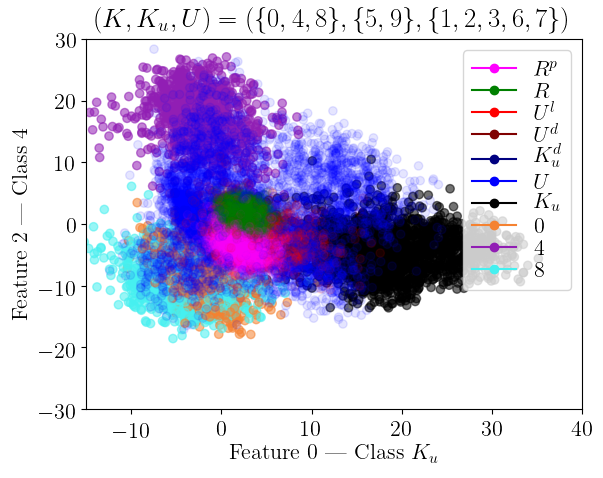 (K, K_u, U) = ({0, 4, 8}, {5, 9}, {1, 2, 3, 6, 7})
30
20
10
0
−10
−20
−30
Feature 2 — Class 4
R^p
R
U^l
U^d
K_u^d
U
K_u
0
4
8
−10
0
10
20
30
40
Feature 0 — Class K_u